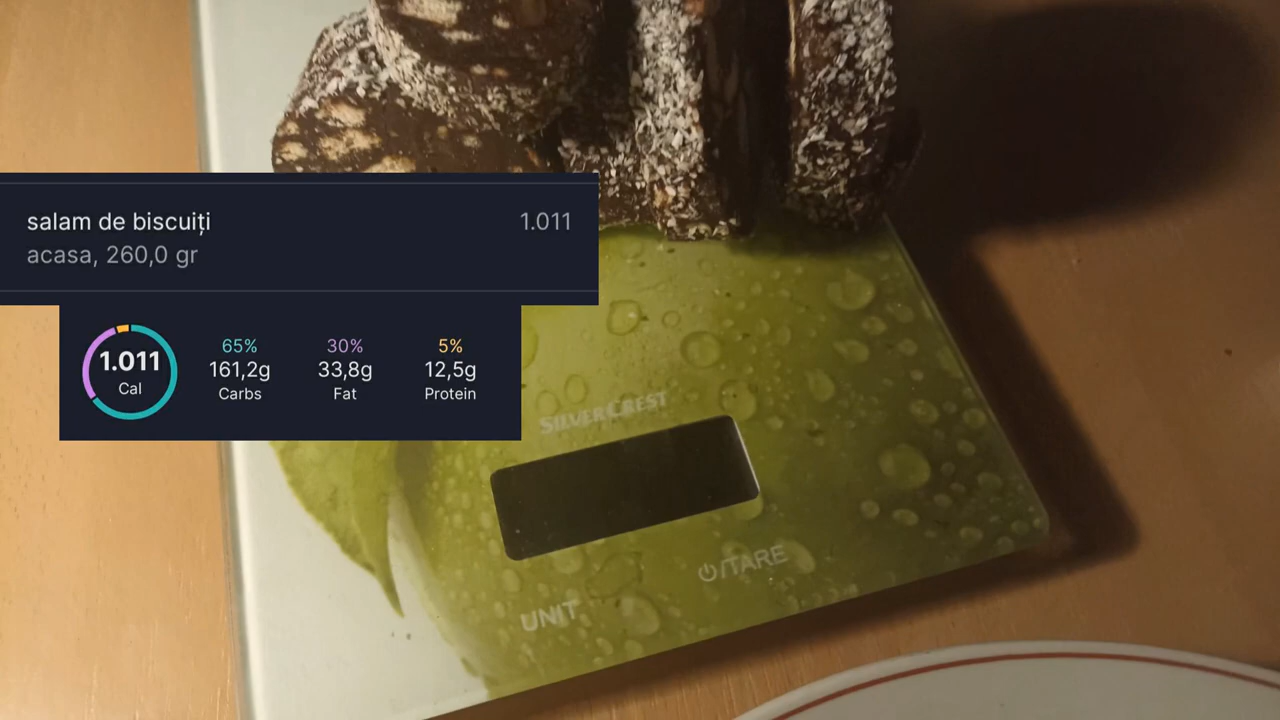 salam de biscuiți
1.011
acasa, 260,0 gr
1.011
Cal
65%
161,2g
Carbs
30%
33,8g
Fat
5%
12,5g
Protein
SILVERCREST
⏻/TARE
UNIT